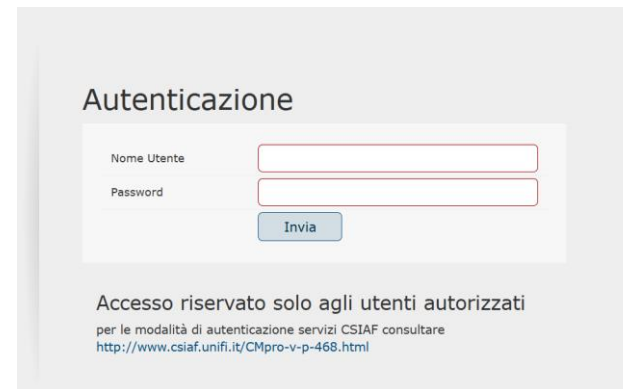 Autenticazione
Nome Utente
Password
Invia
Accesso riservato solo agli utenti autorizzati
per le modalità di autenticazione servizi CSIAF consultare
http://www.csiaf.unifi.it/CMpro-v-p-468.html